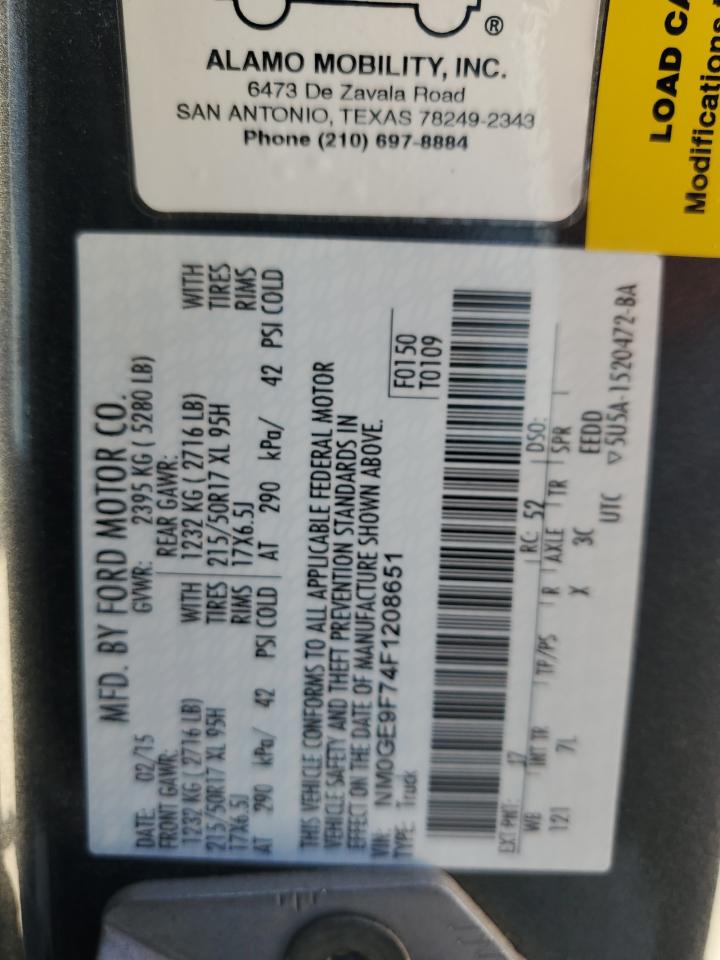 ®
ALAMO MOBILITY, INC.
6473 De Zavala Road
SAN ANTONIO, TEXAS 78249-2343
Phone (210) 697-8884
LOAD CA
Modifications
MFD. BY FORD MOTOR CO.
DATE: 02/15 GVWR: 2395 KG ( 5280 LB)
FRONT GAWR: REAR GAWR:
1232 KG ( 2716 LB) WITH 1232 KG ( 2716 LB) WITH
215/50R17 XL 95H TIRES 215/50R17 XL 95H TIRES
17X6.5J RIMS 17X6.5J RIMS
AT 290 kPa/ 42 PSI COLD AT 290 kPa/ 42 PSI COLD
THIS VEHICLE CONFORMS TO ALL APPLICABLE FEDERAL MOTOR
VEHICLE SAFETY AND THEFT PREVENTION STANDARDS IN
EFFECT ON THE DATE OF MANUFACTURE SHOWN ABOVE.
VIN: NM0GE9F74F1208651 F0150
TYPE: Truck T0109
EXT PNT: J7 RC: 52 DSO:
WB INT TR TP/PS R AXLE TR SPR
121 7L X 3C EEDD
UTC ▽5U5A-1520472-BA